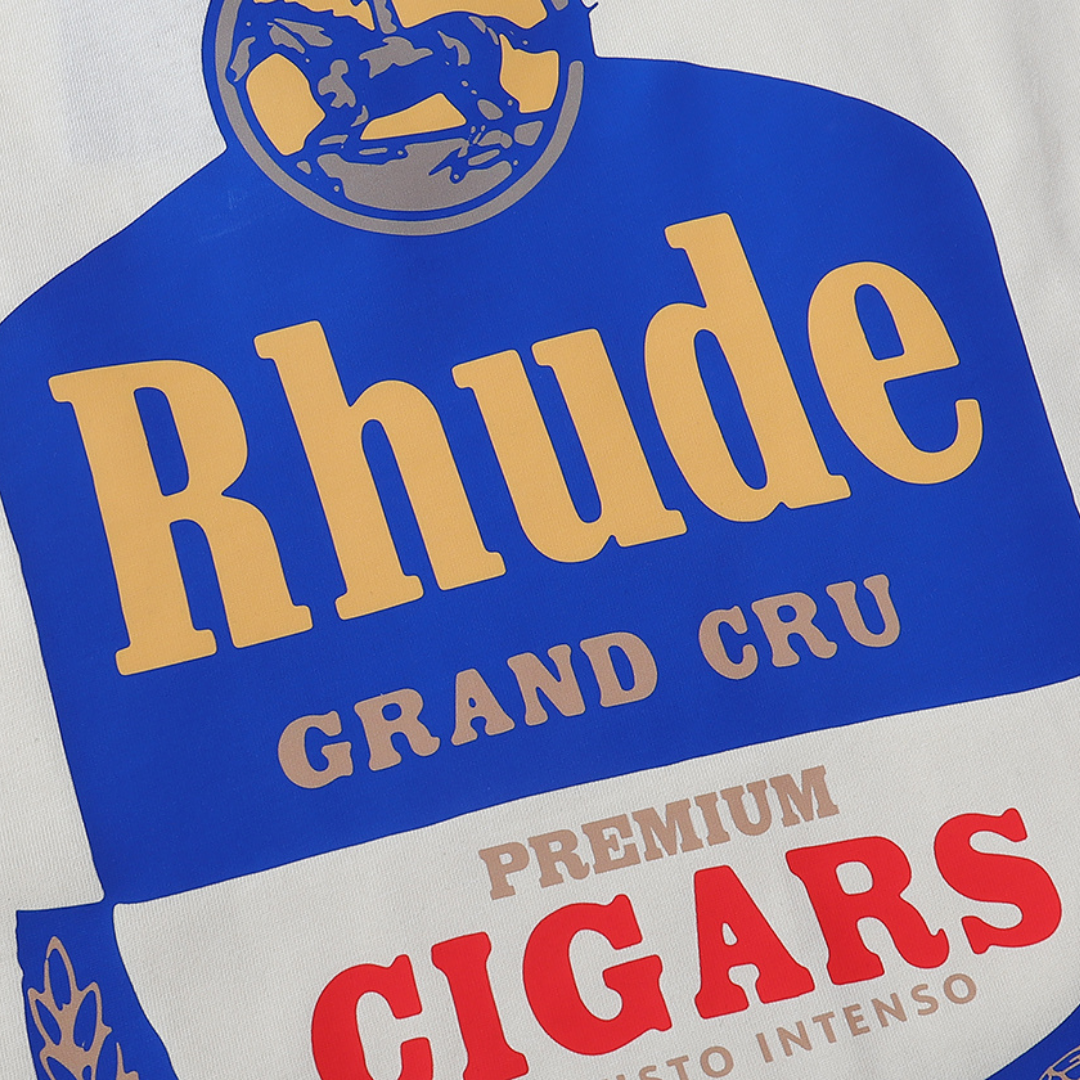 Rhude
GRAND CRU
PREMIUM
CIGARS
INTENSO